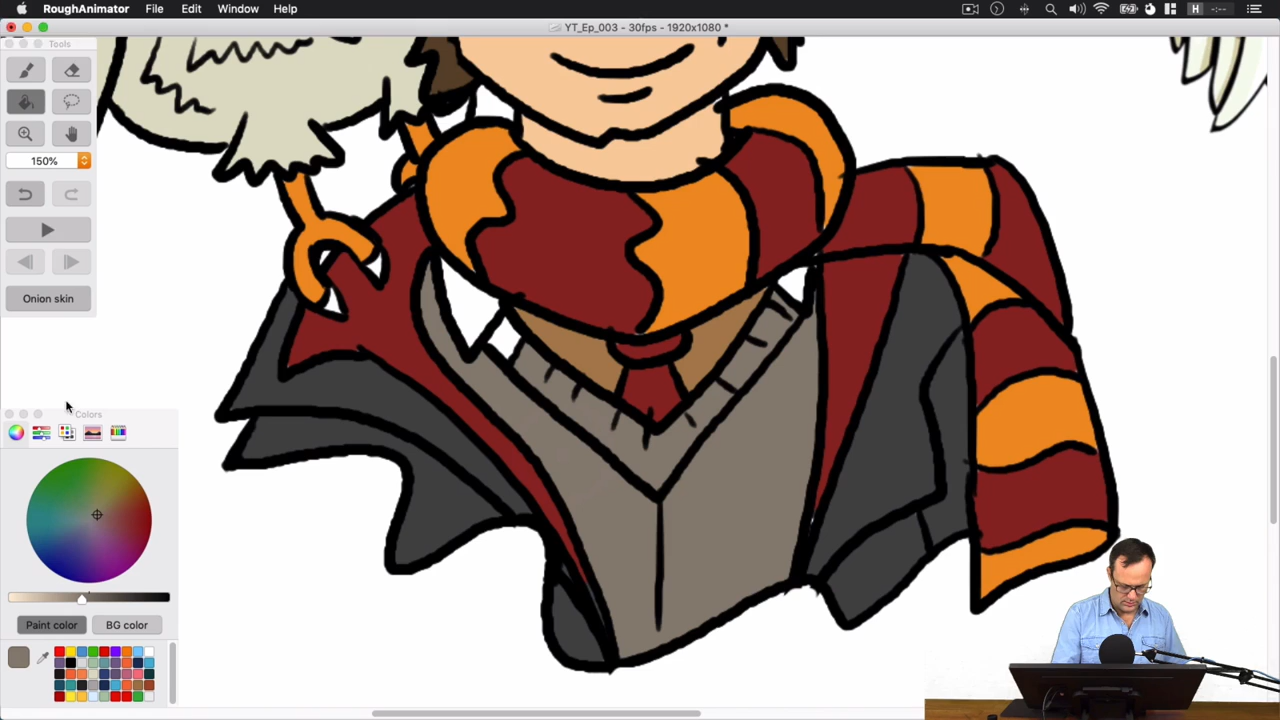 RoughAnimator File Edit Window Help H -:--
YT_Ep_003 - 30fps - 1920x1080 *
Tools
150%
Onion skin
Colors
Paint color BG color